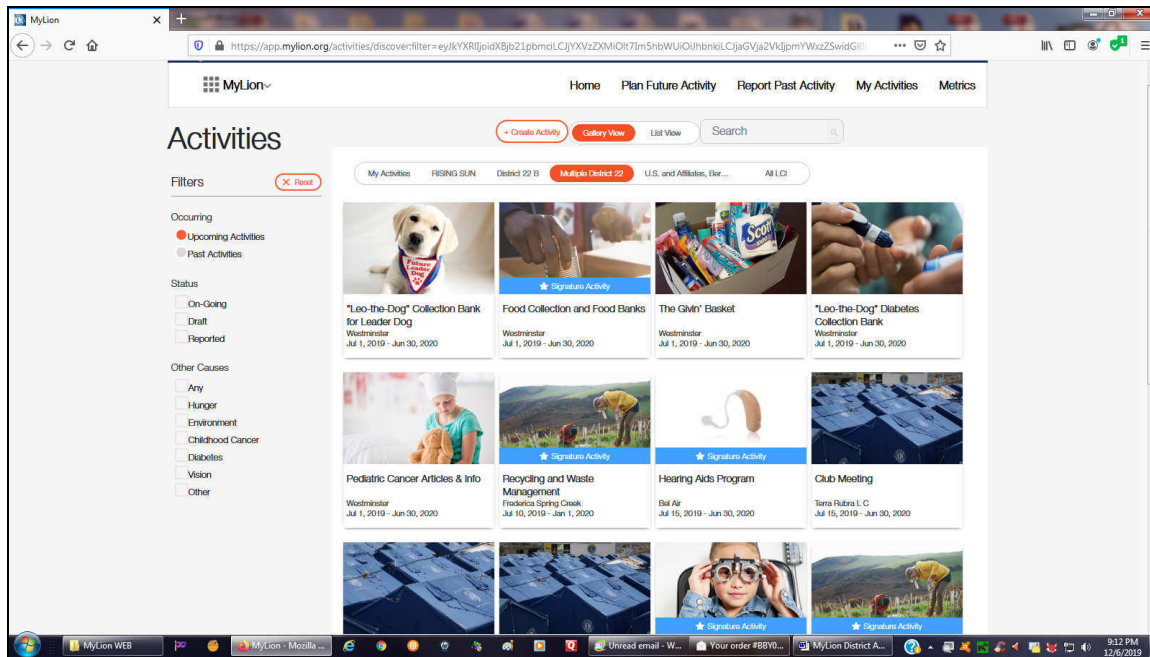 MyLion
https://app.mylion.org/activities/discover:filter=
MyLion
Home
Plan Future Activity
Report Past Activity
My Activities
Metrics
Activities
+ Create Activity
Gallery View
List View
Search
Filters
X Reset
My Activities
RISING SUN
District 22 B
Multiple District 22
U.S. and Affiliates, Ber...
All LCI
Occurring
Upcoming Activities
Past Activities
Status
On-Going
Draft
Reported
Other Causes
Any
Hunger
Environment
Childhood Cancer
Diabetes
Vision
Other
Future
Leader
Dog
"Leo-the-Dog" Collection Bank
for Leader Dog
Westminster
Jul 1, 2019 - Jun 30, 2020
Signature Activity
Food Collection and Food Banks
Scott
The Givin' Basket
Westminster
Jul 1, 2019 - Jun 30, 2020
"Leo-the-Dog" Diabetes
Collection Bank
Westminster
Jul 1, 2019 - Jun 30, 2020
Pediatric Cancer Articles & Info
Westminster
Jul 1, 2019 - Jun 30, 2020
Signature Activity
Recycling and Waste
Management
Frederica Spring Creek
Jul 10, 2019 - Jan 1, 2020
Signature Activity
Hearing Aids Program
Bel Air
Jul 15, 2019 - Jun 30, 2020
Club Meeting
Terra Rubra L C
Jul 15, 2019 - Jun 30, 2020
Signature Activity
Signature Activity
MyLion WEB
MyLion - Mozilla ...
Unread email - W...
Your order #BBY0...
MyLion District A...
9:12 PM
12/6/2019